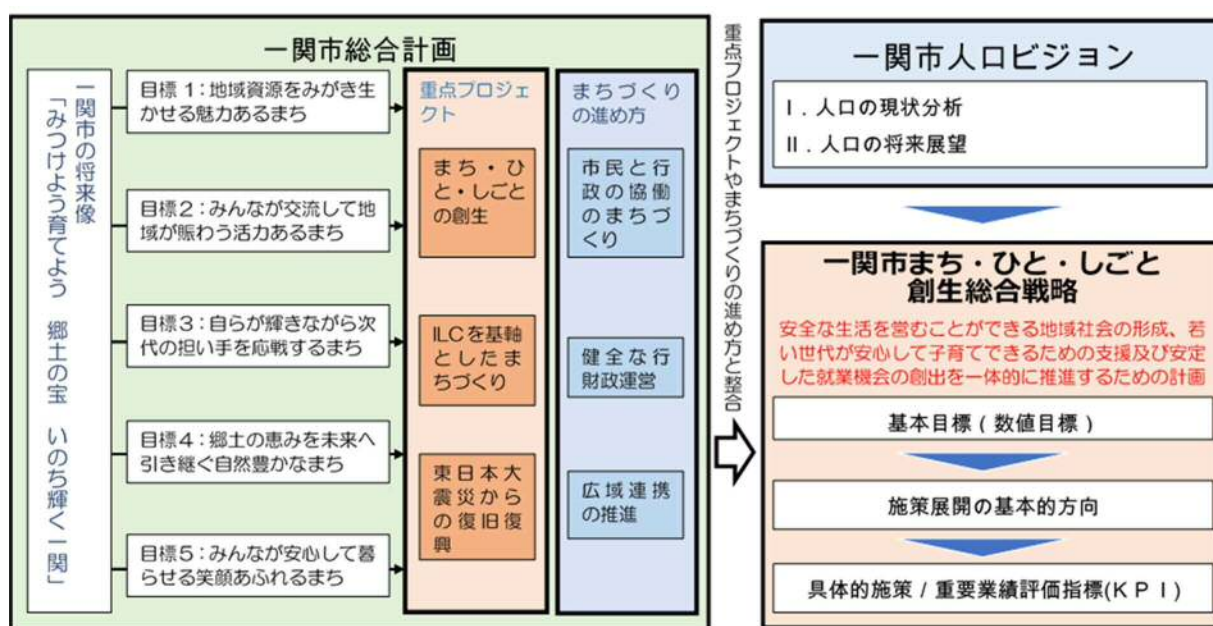 一関市総合計画
一関市の将来像
「みつけよう育てよう 郷土の宝 いのち輝く一関」
目標 1：地域資源をみがき生
かせる魅力あるまち
目標2：みんなが交流して地
域が賑わう活力あるまち
目標3：自らが輝きながら次
代の担い手を応戦するまち
目標4：郷土の恵みを未来へ
引き継ぐ自然豊かなまち
目標5：みんなが安心して暮
らせる笑顔あふれるまち
重点プロジェ
クト
まち・ひ
と・しごと
の創生
ILCを基軸
としたまち
づくり
東日本大
震災から
の復旧復
興
まちづくり
の進め方
市民と行
政の協働
のまちづ
くり
健全な行
財政運営
広域連携
の推進
重点プロジェクトやまちづくりの進め方と整合
一関市人口ビジョン
Ⅰ．人口の現状分析
Ⅱ．人口の将来展望
一関市まち・ひと・しごと
創生総合戦略
安全な生活を営むことができる地域社会の形成、若
い世代が安心して子育てできるための支援及び安定
した就業機会の創出を一体的に推進するための計画
基本目標 ( 数値目標 )
施策展開の基本的方向
具体的施策 / 重要業績評価指標(ＫＰＩ)